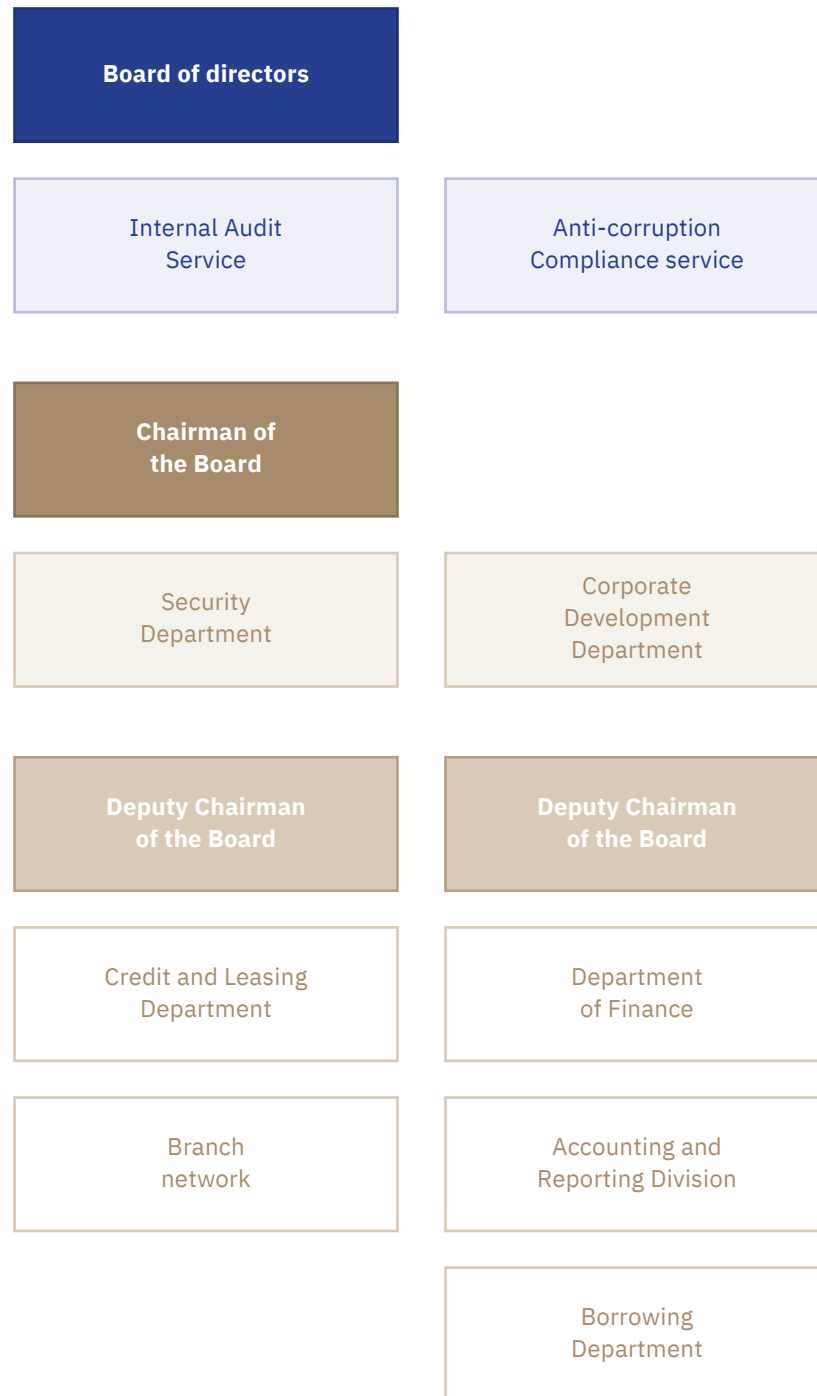 Board of directors
Internal Audit
Service
Anti-corruption
Compliance service
Chairman of
the Board
Security
Department
Corporate
Development
Department
Deputy Chairman
of the Board
Deputy Chairman
of the Board
Credit and Leasing
Department
Department
of Finance
Branch
network
Accounting and
Reporting Division
Borrowing
Department